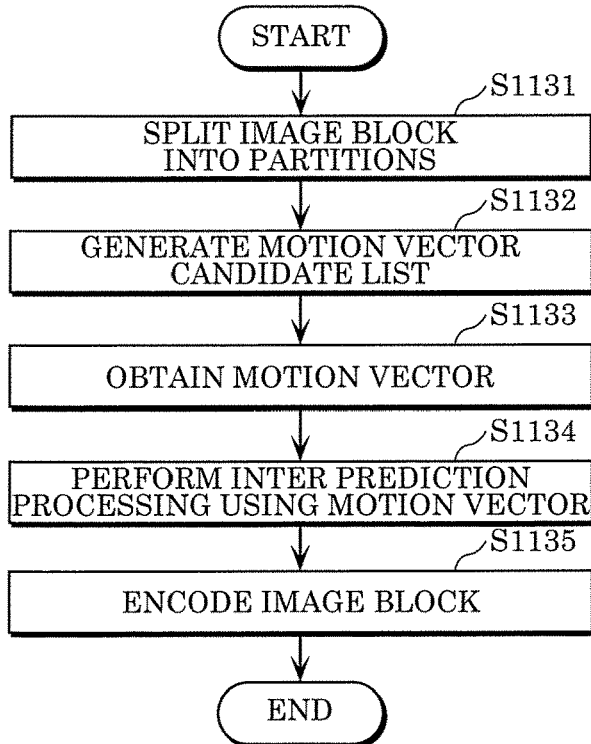 START
S1131
SPLIT IMAGE BLOCK
INTO PARTITIONS
S1132
GENERATE MOTION VECTOR
CANDIDATE LIST
S1133
OBTAIN MOTION VECTOR
S1134
PERFORM INTER PREDICTION
PROCESSING USING MOTION VECTOR
S1135
ENCODE IMAGE BLOCK
END